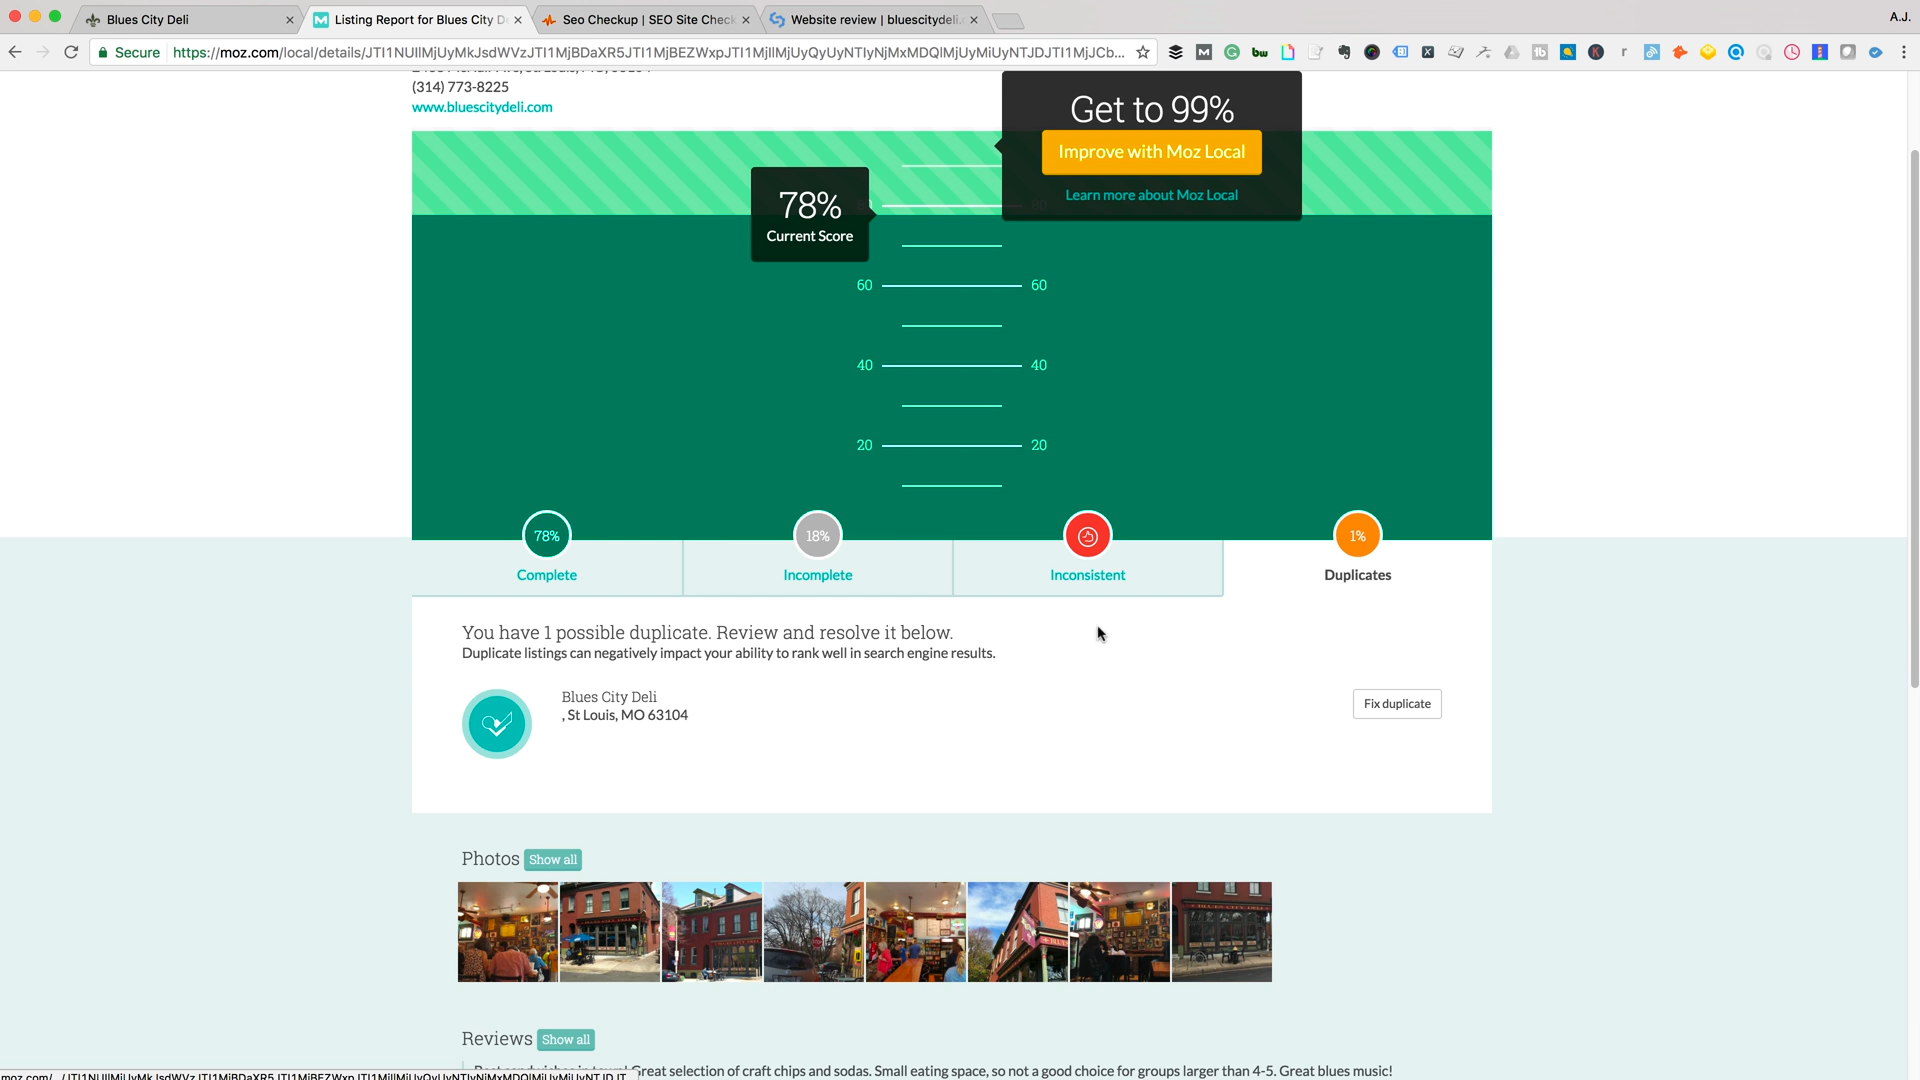 Blues City Deli
Listing Report for Blues City D
Seo Checkup | SEO Site Check
Website review | bluescitydeli.
A.J.
Secure
https://moz.com/local/details/
(314) 773-8225
www.bluescitydeli.com
Get to 99%
Improve with Moz Local
Learn more about Moz Local
78%
Current Score
60 60
40 40
20 20
78% 18% 1%
Complete Incomplete Inconsistent Duplicates
You have 1 possible duplicate. Review and resolve it below.
Duplicate listings can negatively impact your ability to rank well in search engine results.
Blues City Deli
, St Louis, MO 63104
Fix duplicate
Photos Show all
Reviews Show all
Great selection of craft chips and sodas. Small eating space, so not a good choice for groups larger than 4-5. Great blues music!